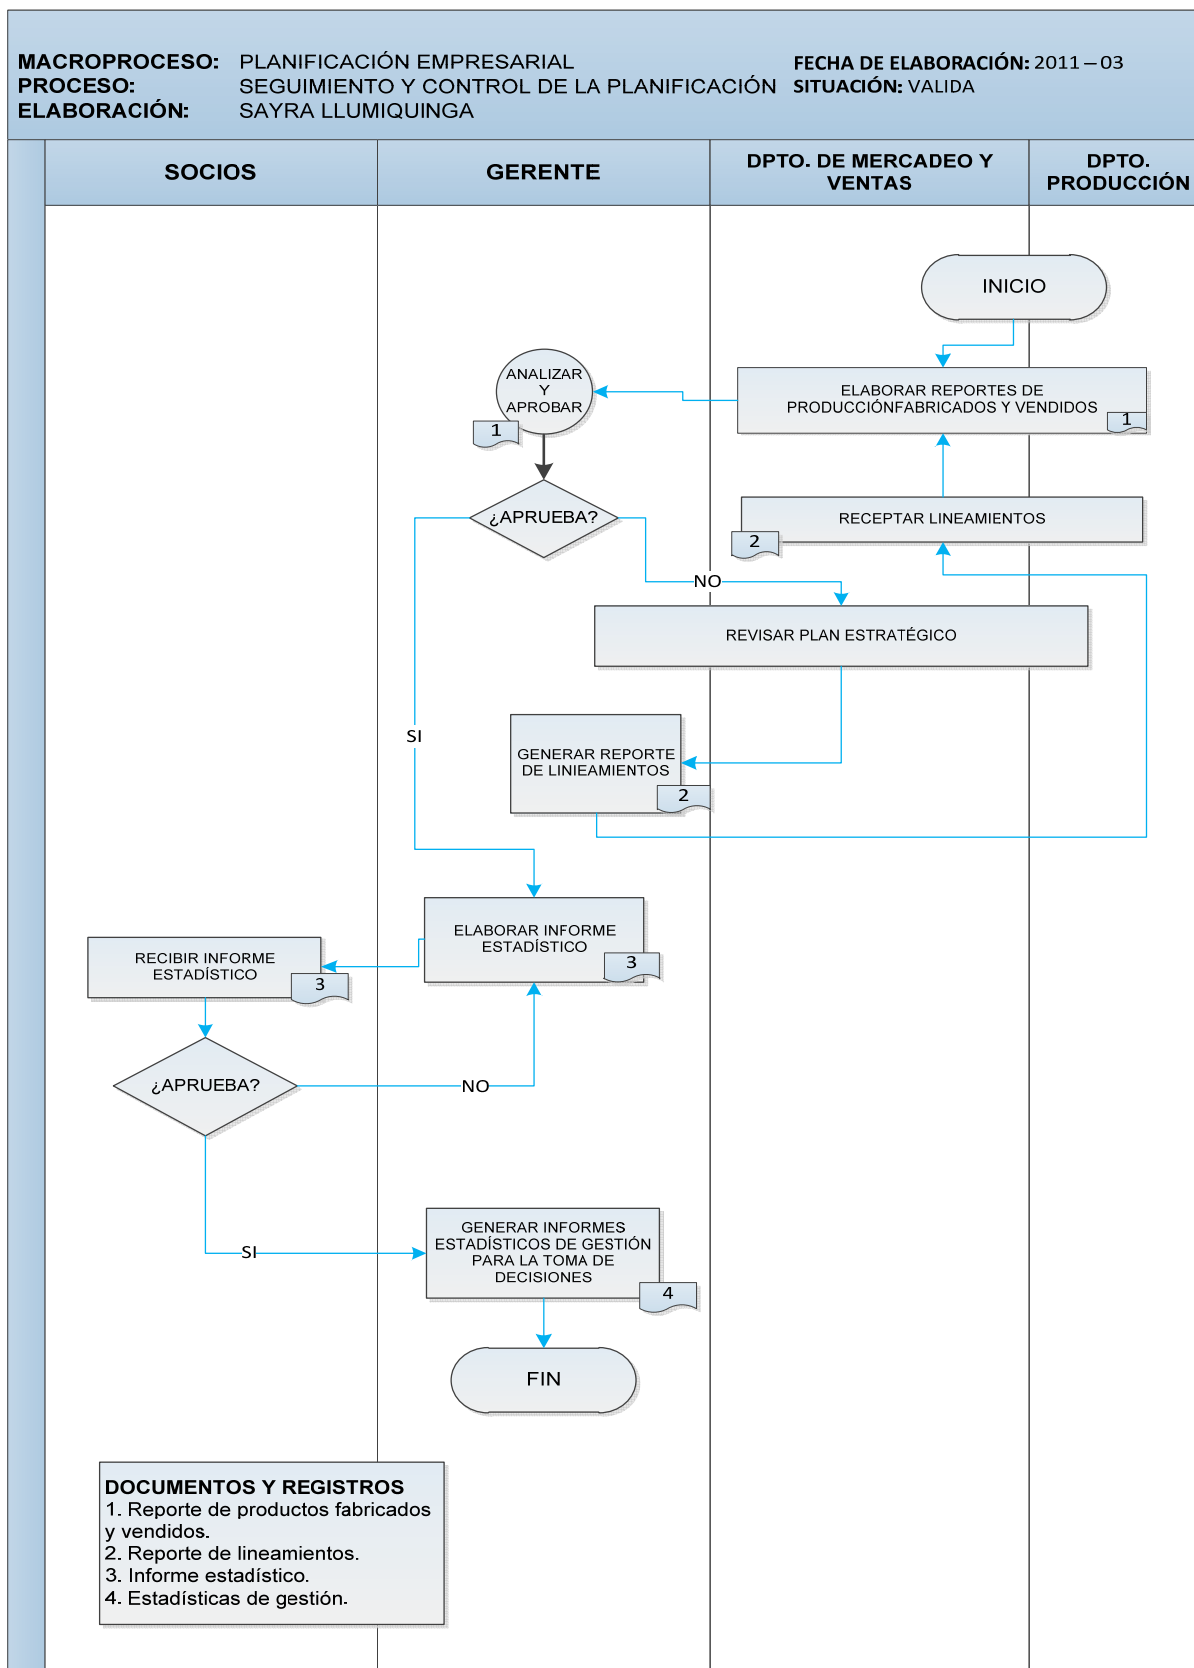 MACROPROCESO: PLANIFICACIÓN EMPRESARIAL
PROCESO: SEGUIMIENTO Y CONTROL DE LA PLANIFICACIÓN
ELABORACIÓN: SAYRA LLUMIQUINGA
FECHA DE ELABORACIÓN: 2011 – 03
SITUACIÓN: VALIDA
SOCIOS
GERENTE
DPTO. DE MERCADEO Y
VENTAS
DPTO.
PRODUCCIÓN
INICIO
ANALIZAR
Y
APROBAR
1
ELABORAR REPORTES DE
PRODUCCIÓNFABRICADOS Y VENDIDOS
1
¿APRUEBA?
RECEPTAR LINEAMIENTOS
2
NO
REVISAR PLAN ESTRATÉGICO
SI
GENERAR REPORTE
DE LINIEAMIENTOS
2
ELABORAR INFORME
ESTADÍSTICO
3
RECIBIR INFORME
ESTADÍSTICO
3
¿APRUEBA?
NO
SI
GENERAR INFORMES
ESTADÍSTICOS DE GESTIÓN
PARA LA TOMA DE
DECISIONES
4
FIN
DOCUMENTOS Y REGISTROS
1. Reporte de productos fabricados
y vendidos.
2. Reporte de lineamientos.
3. Informe estadístico.
4. Estadísticas de gestión.